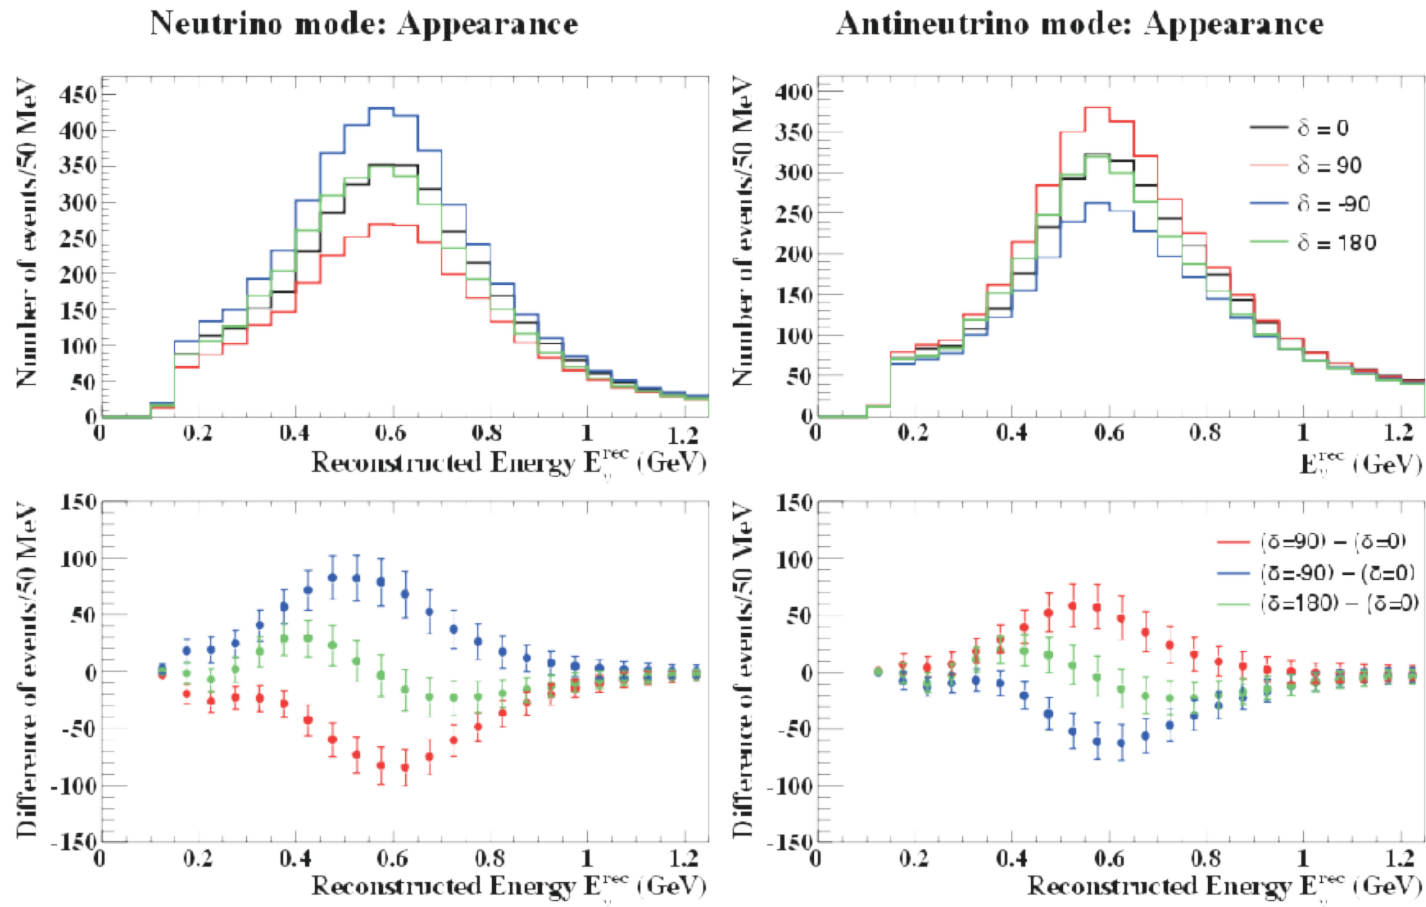 Neutrino mode: Appearance
Number of events/50 MeV
450
400
350
300
250
200
150
100
50
0
0 0.2 0.4 0.6 0.8 1 1.2
Reconstructed Energy E_ν^rec (GeV)
Antineutrino mode: Appearance
Number of events/50 MeV
400
350
300
250
200
150
100
50
0
δ = 0
δ = 90
δ = -90
δ = 180
0 0.2 0.4 0.6 0.8 1 1.2
E_ν^rec (GeV)
Difference of events/50 MeV
150
100
50
0
-50
-100
-150
0 0.2 0.4 0.6 0.8 1 1.2
Reconstructed Energy E_ν^rec (GeV)
Difference of events/50 MeV
150
100
50
0
-50
-100
-150
(δ=90) – (δ=0)
(δ=-90) – (δ=0)
(δ=180) – (δ=0)
0 0.2 0.4 0.6 0.8 1 1.2
Reconstructed Energy E_ν^rec (GeV)